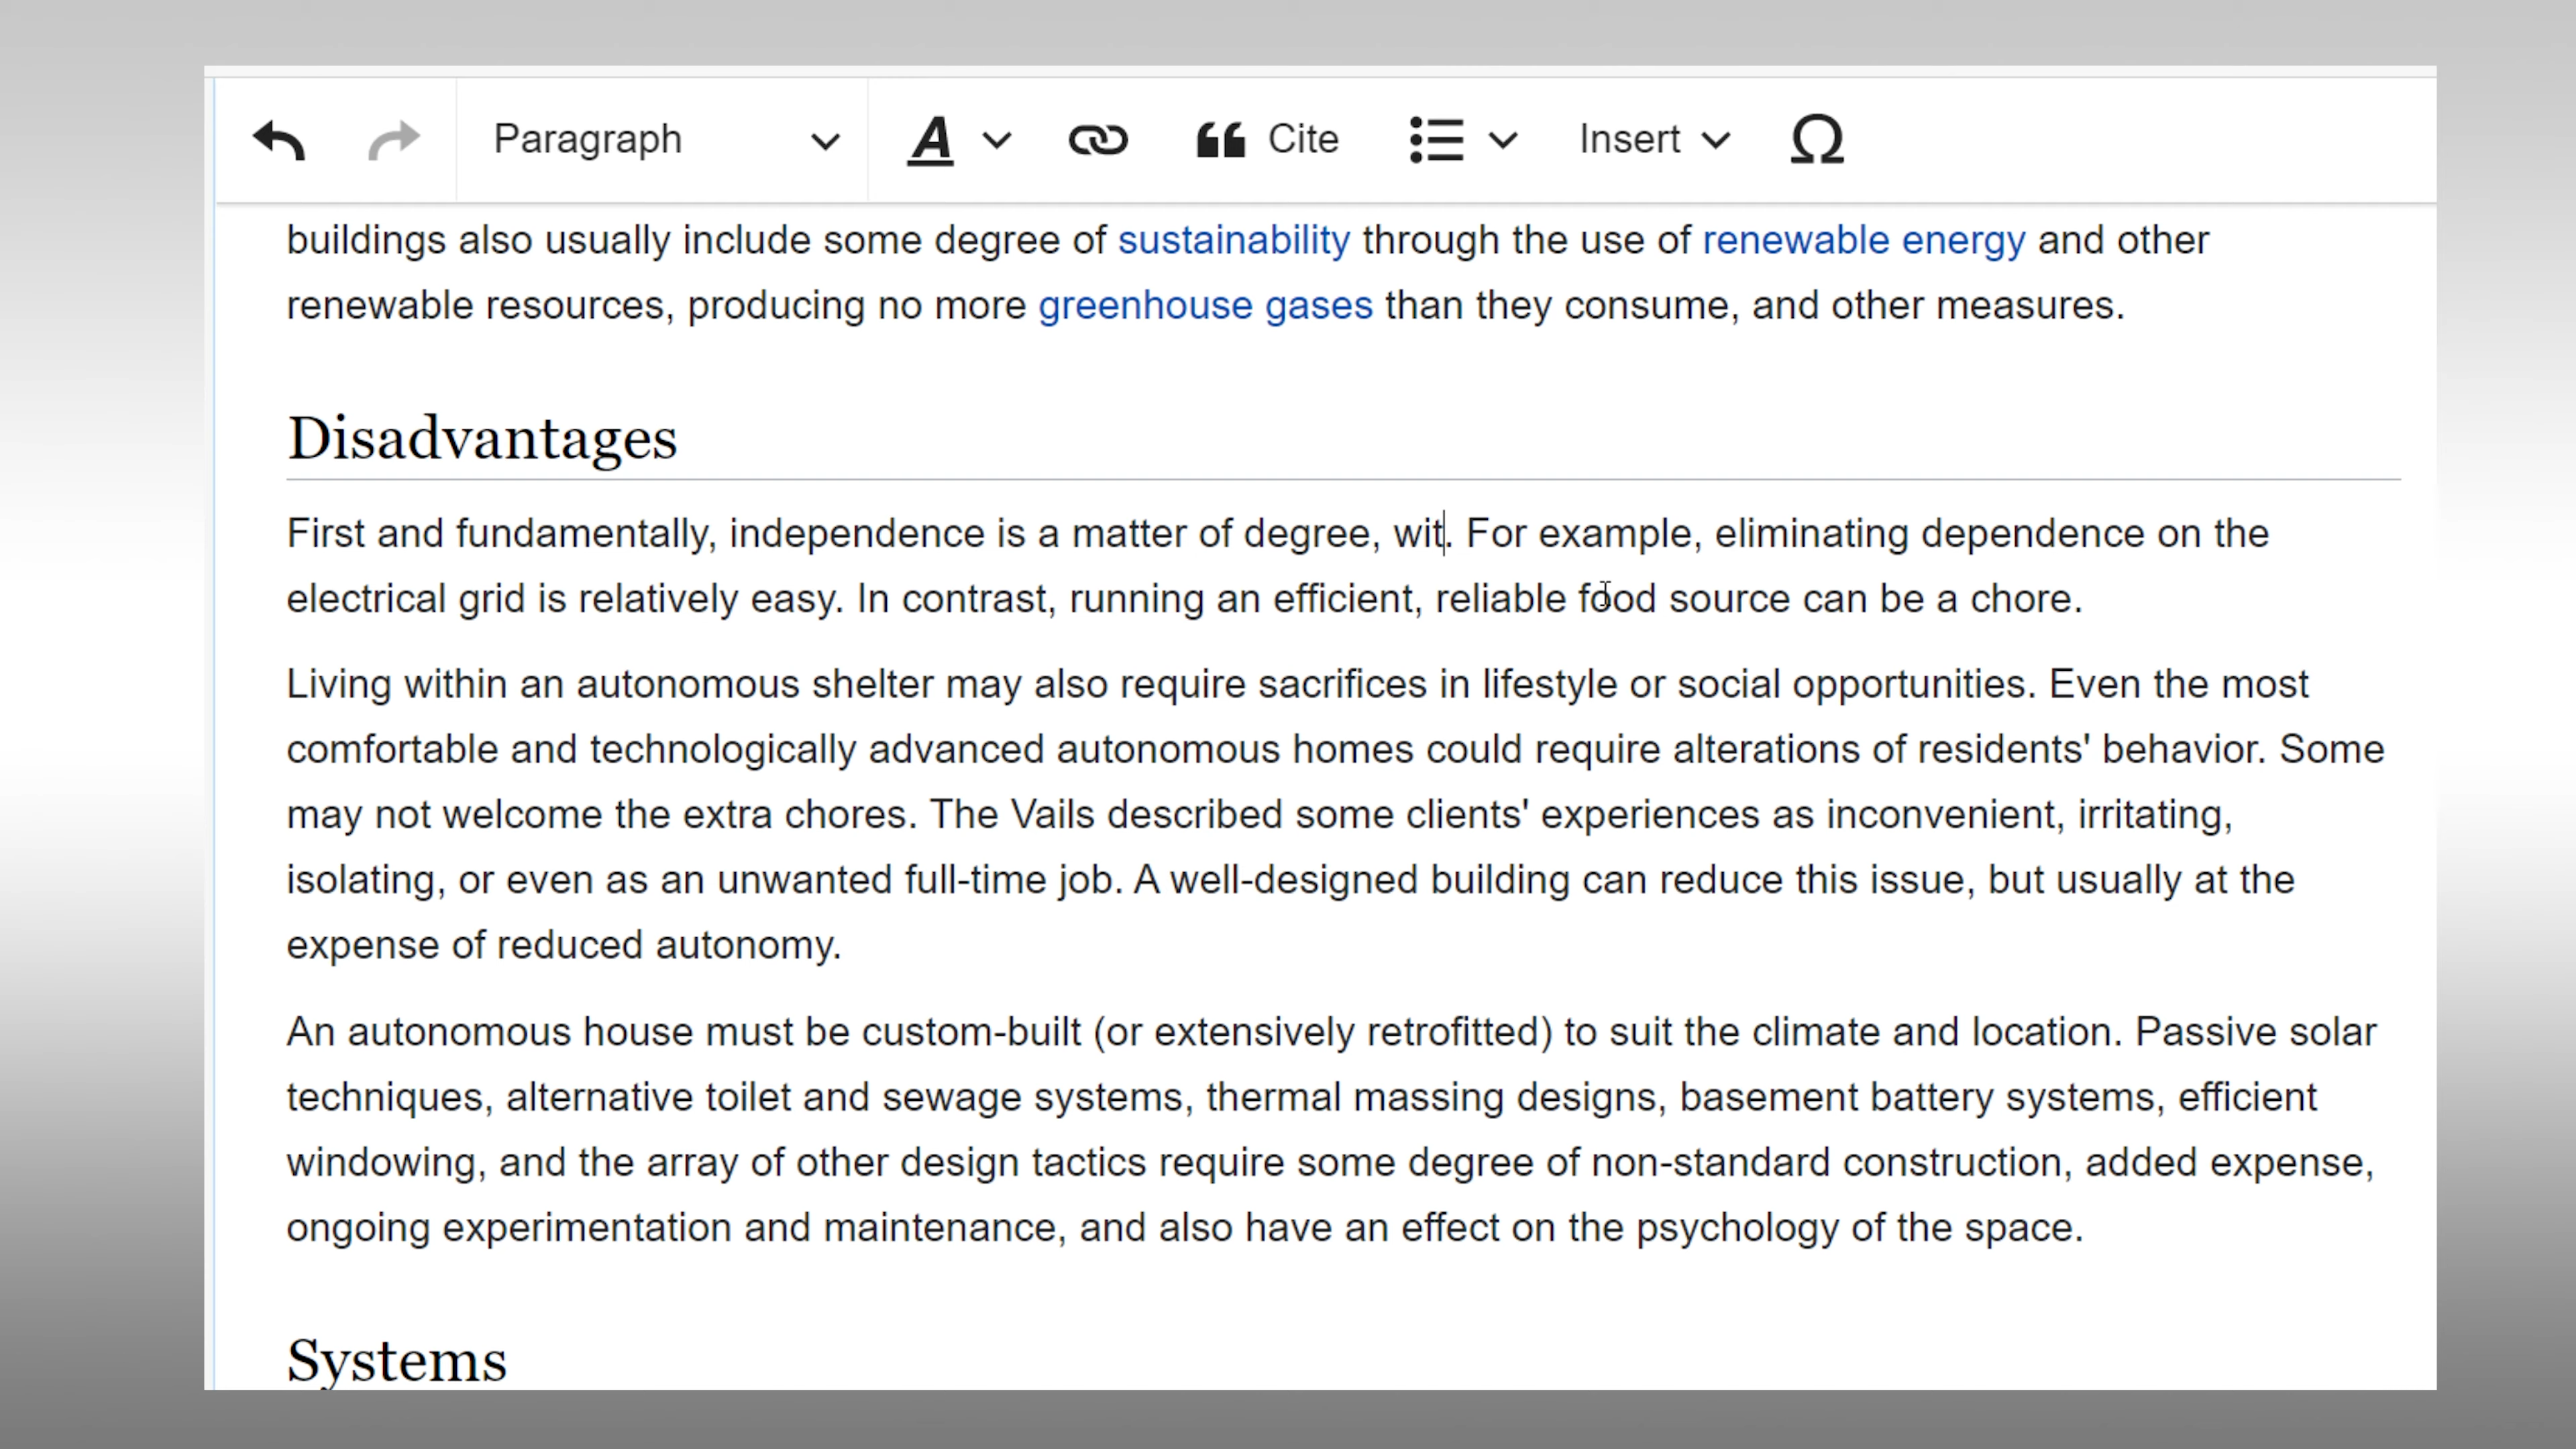 Paragraph
A
Cite
Insert
Ω
buildings also usually include some degree of sustainability through the use of renewable energy and other
renewable resources, producing no more greenhouse gases than they consume, and other measures.
Disadvantages
First and fundamentally, independence is a matter of degree, wit. For example, eliminating dependence on the
electrical grid is relatively easy. In contrast, running an efficient, reliable food source can be a chore.
Living within an autonomous shelter may also require sacrifices in lifestyle or social opportunities. Even the most
comfortable and technologically advanced autonomous homes could require alterations of residents' behavior. Some
may not welcome the extra chores. The Vails described some clients' experiences as inconvenient, irritating,
isolating, or even as an unwanted full-time job. A well-designed building can reduce this issue, but usually at the
expense of reduced autonomy.
An autonomous house must be custom-built (or extensively retrofitted) to suit the climate and location. Passive solar
techniques, alternative toilet and sewage systems, thermal massing designs, basement battery systems, efficient
windowing, and the array of other design tactics require some degree of non-standard construction, added expense,
ongoing experimentation and maintenance, and also have an effect on the psychology of the space.
Systems